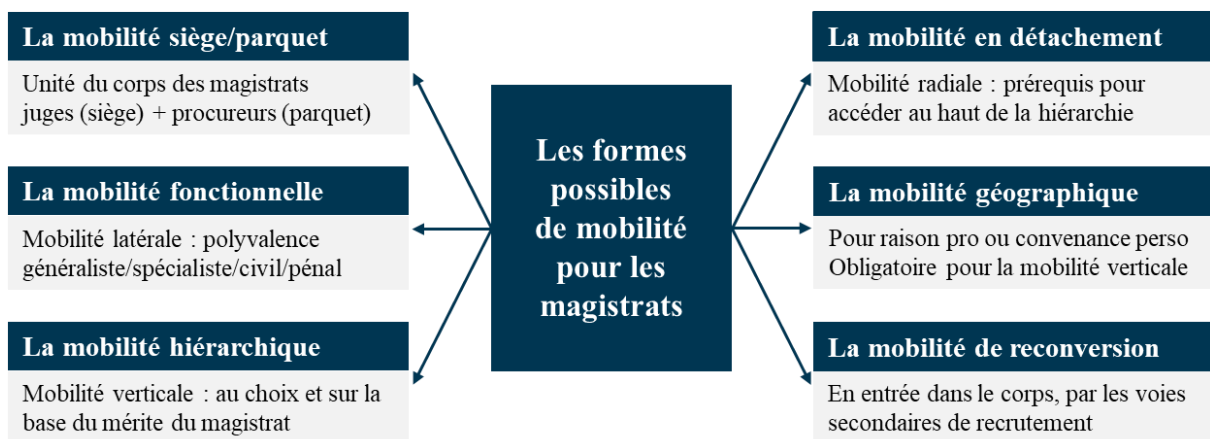 La mobilité siège/parquet
Unité du corps des magistrats
juges (siège) + procureurs (parquet)
La mobilité fonctionnelle
Mobilité latérale : polyvalence
généraliste/spécialiste/civil/pénal
La mobilité hiérarchique
Mobilité verticale : au choix et sur la
base du mérite du magistrat
Les formes
possibles
de mobilité
pour les
magistrats
La mobilité en détachement
Mobilité radiale : prérequis pour
accéder au haut de la hiérarchie
La mobilité géographique
Pour raison pro ou convenance perso
Obligatoire pour la mobilité verticale
La mobilité de reconversion
En entrée dans le corps, par les voies
secondaires de recrutement